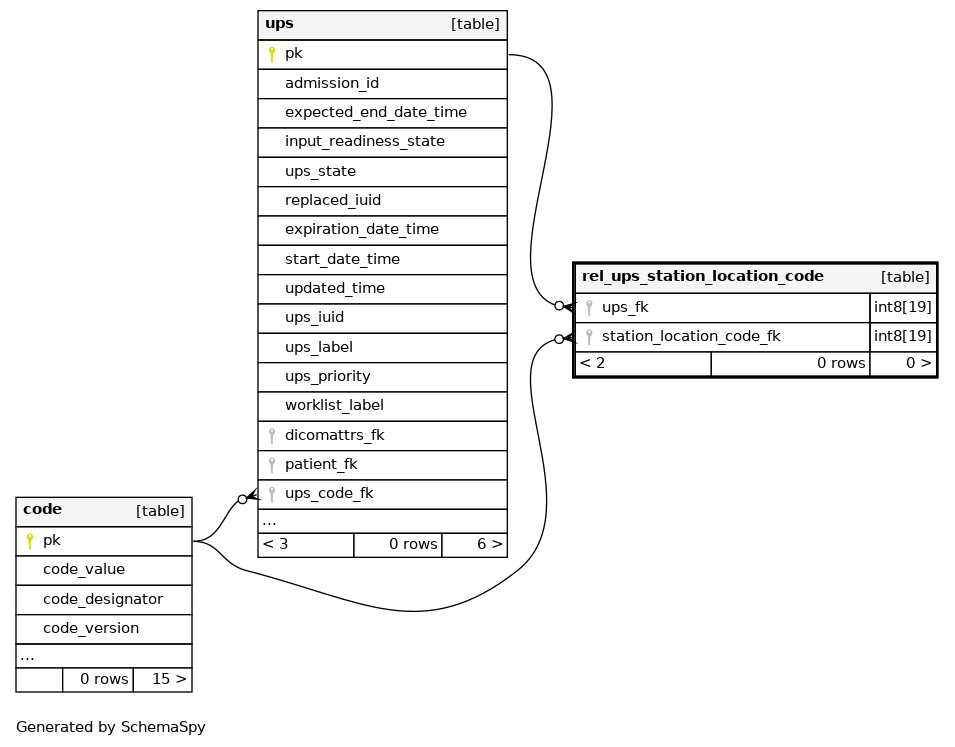 ups [table]
pk
admission_id
expected_end_date_time
input_readiness_state
ups_state
replaced_iuid
expiration_date_time
start_date_time
updated_time
ups_iuid
ups_label
ups_priority
worklist_label
dicomattrs_fk
patient_fk
ups_code_fk
...
< 3 0 rows 6 >
rel_ups_station_location_code [table]
ups_fk int8[19]
station_location_code_fk int8[19]
< 2 0 rows 0 >
code [table]
pk
code_value
code_designator
code_version
...
0 rows 15 >
Generated by SchemaSpy